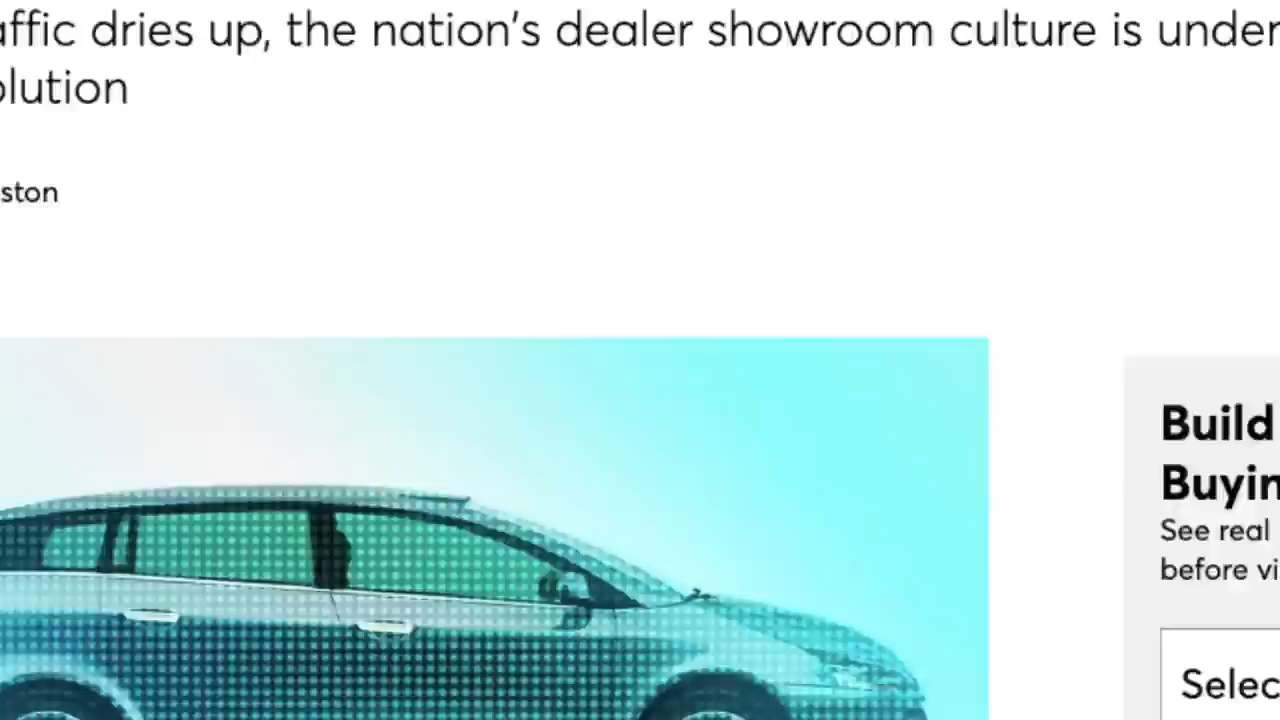 affic dries up, the nation's dealer showroom culture is under
olution
ston
Build
Buyin
See real
before vi
Selec